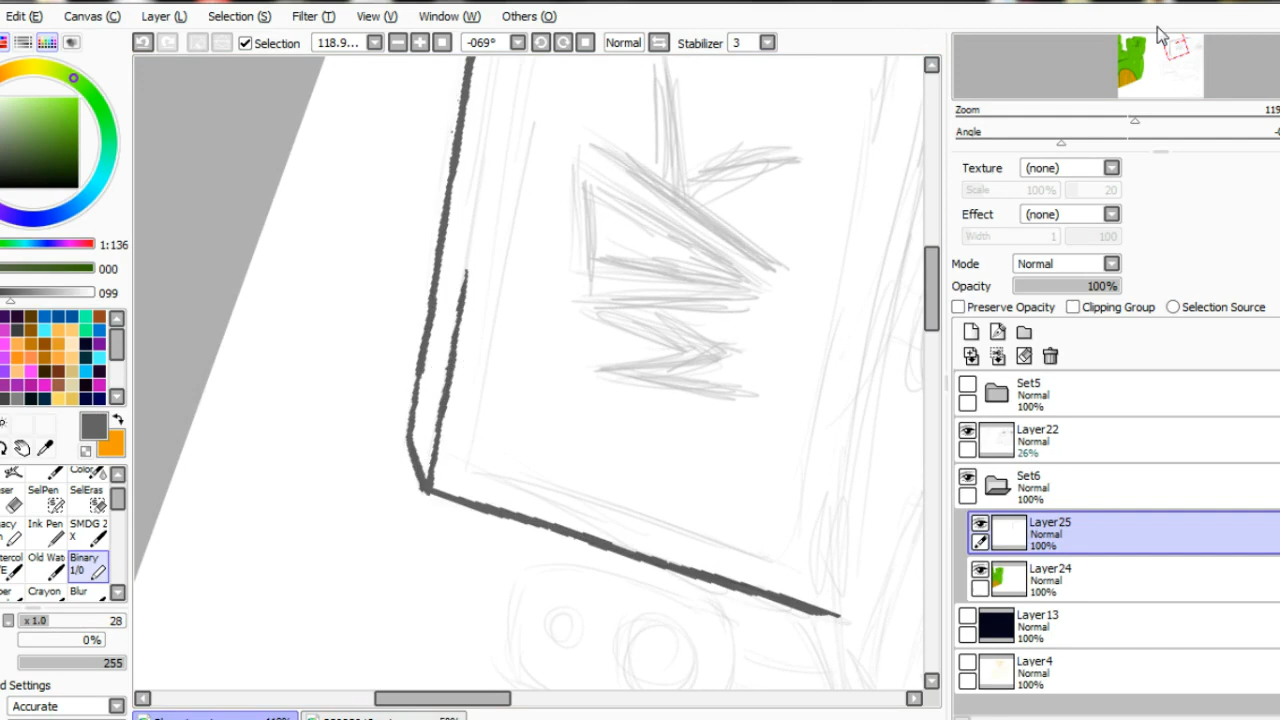 Edit (E) Canvas (C) Layer (L) Selection (S) Filter (T) View (V) Window (W) Others (O)
Selection 118.9... -069° Normal Stabilizer 3
Zoom 119
Angle
Texture (none)
Scale 100% 20
Effect (none)
Width 1 100
Mode Normal
Opacity 100%
Preserve Opacity Clipping Group Selection Source
Set5
Normal
100%
Layer22
Normal
26%
Set6
Normal
100%
Layer25
Normal
100%
Layer24
Normal
100%
Layer13
Normal
100%
Layer4
Normal
100%
1:136
000
099
Color
ser SelPen SelEras
acy Ink Pen SMDG 2
X
tercol Old Wat Binary
/E 1/0
per Crayon Blur
x 1.0 28
0%
255
d Settings
Accurate